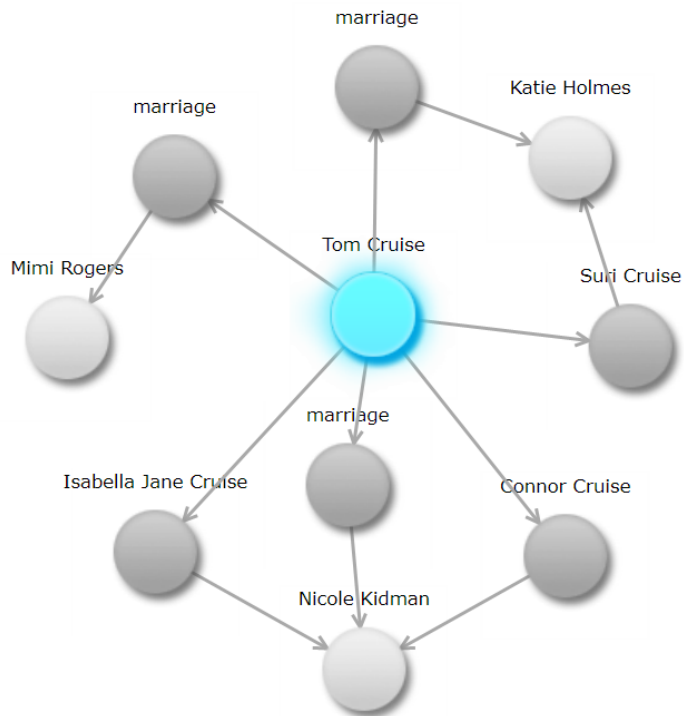 marriage
Katie Holmes
marriage
Tom Cruise
Mimi Rogers
Suri Cruise
marriage
Isabella Jane Cruise
Connor Cruise
Nicole Kidman